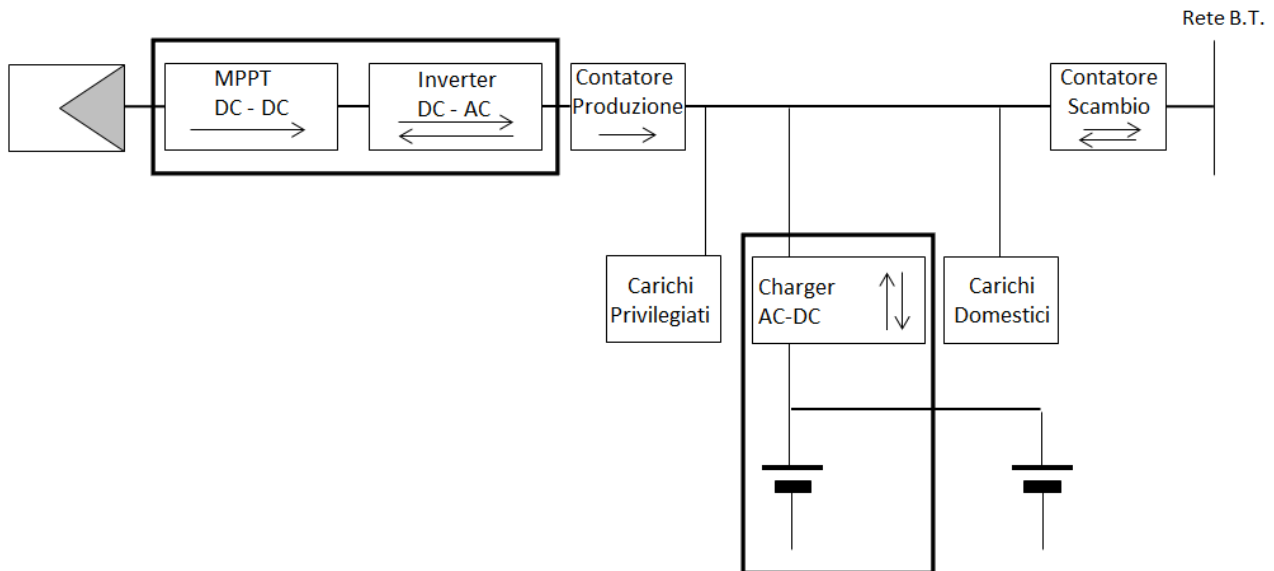 Rete B.T.
MPPT
DC - DC
Inverter
DC - AC
Contatore
Produzione
Contatore
Scambio
Carichi
Privilegiati
Charger
AC-DC
Carichi
Domestici